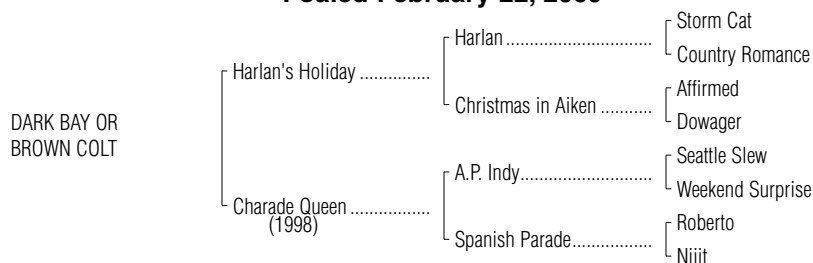 Foaled February 22,
Storm Cat
Harlan
Country Romance
Harlan's Holiday
Affirmed
Christmas in Aiken
Dowager
DARK BAY OR
BROWN COLT
Seattle Slew
A.P. Indy
Weekend Surprise
Charade Queen
(1998)
Roberto
Spanish Parade
Nijit